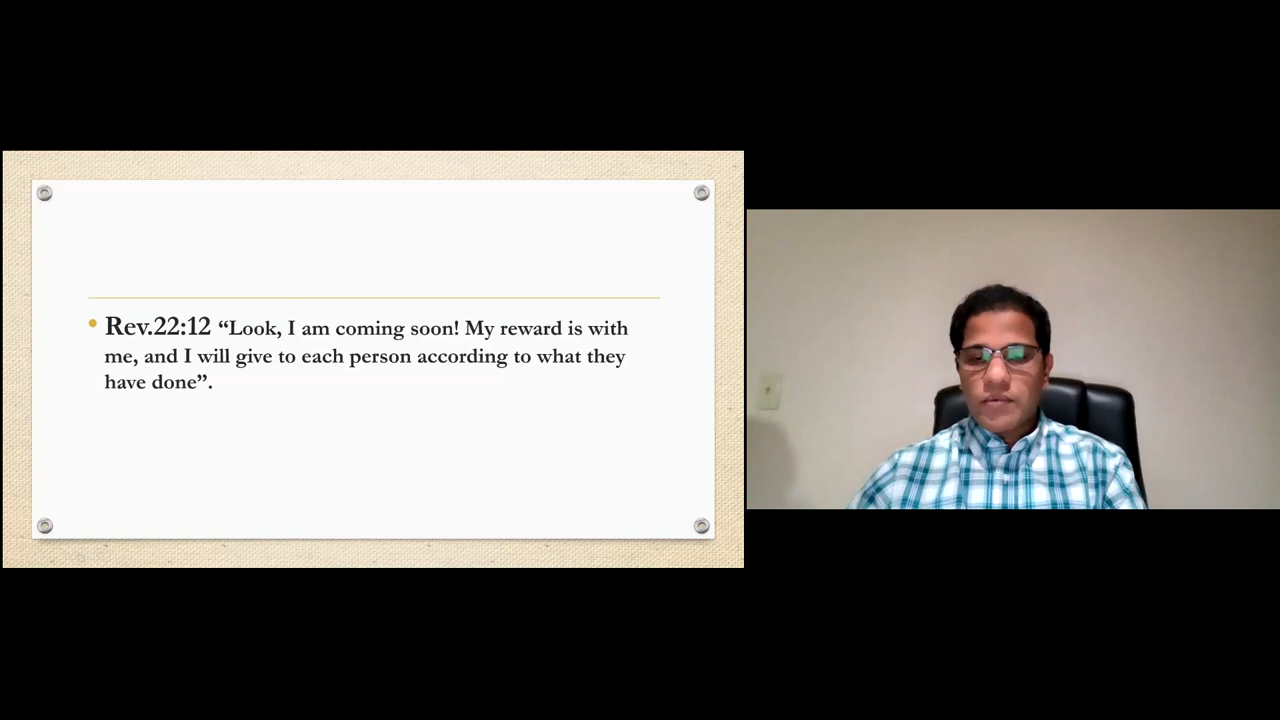 Rev.22:12 “Look, I am coming soon! My reward is with
me, and I will give to each person according to what they
have done”.